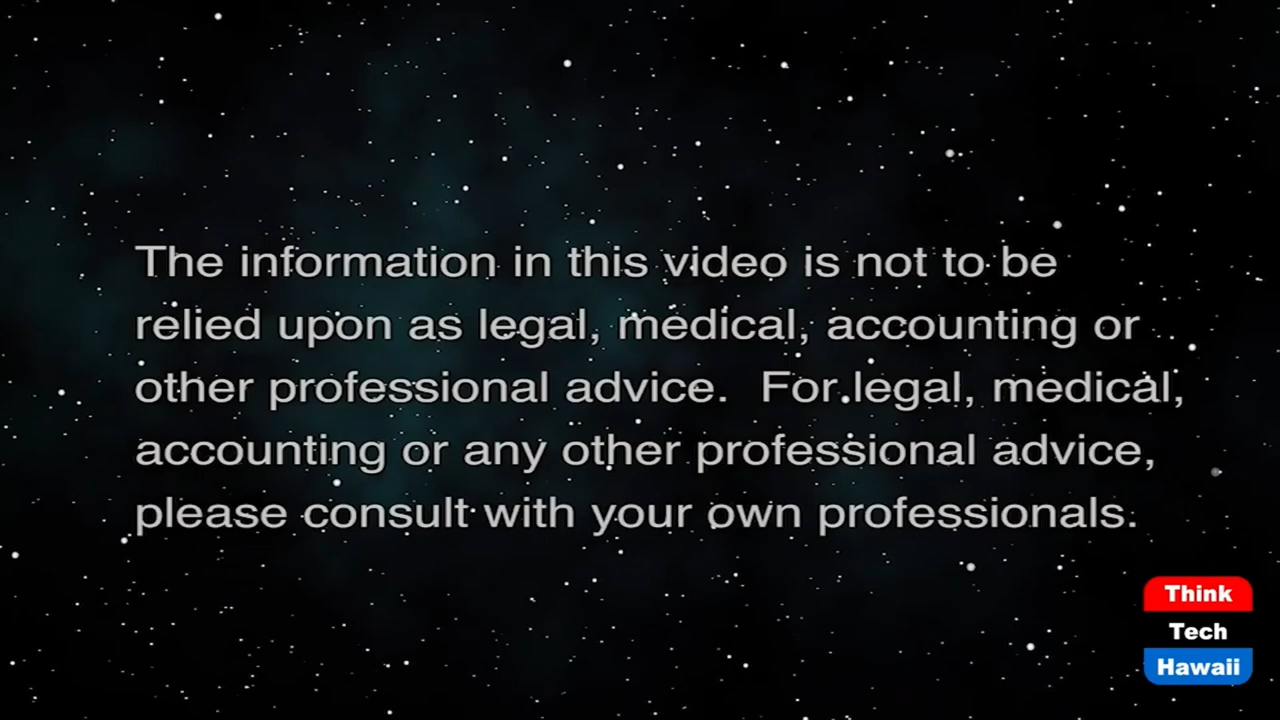 The information in this video is not to be
relied upon as legal, medical, accounting or
other professional advice.  For legal, medical,
accounting or any other professional advice,
please consult with your own professionals.
Think
Tech
Hawaii